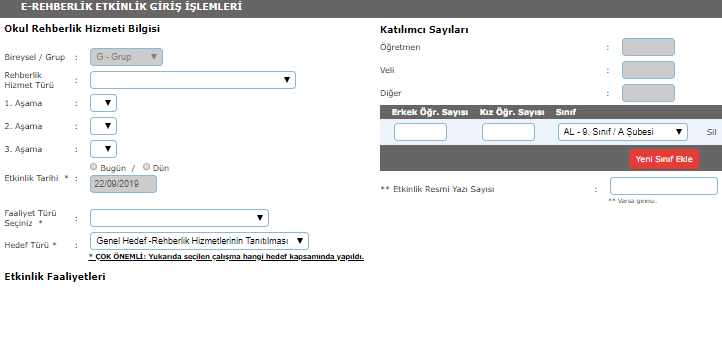 E-REHBERLİK ETKİNLİK GİRİŞ İŞLEMLERİ
Okul Rehberlik Hizmeti Bilgisi
Bireysel / Grup : G - Grup
Rehberlik Hizmet Türü :
1. Aşama :
2. Aşama :
3. Aşama :
Bugün / Dün
Etkinlik Tarihi * : 22/09/2019
Faaliyet Türü Seçiniz * :
Hedef Türü * : Genel Hedef -Rehberlik Hizmetlerinin Tanıtılması
* ÇOK ÖNEMLİ: Yukarıda seçilen çalışma hangi hedef kapsamında yapıldı.
Etkinlik Faaliyetleri
Katılımcı Sayıları
Öğretmen :
Veli :
Diğer :
Erkek Öğr. Sayısı Kız Öğr. Sayısı Sınıf
AL - 9. Sınıf / A Şubesi Sil
Yeni Sınıf Ekle
** Etkinlik Resmi Yazı Sayısı :
** Varsa giriniz.